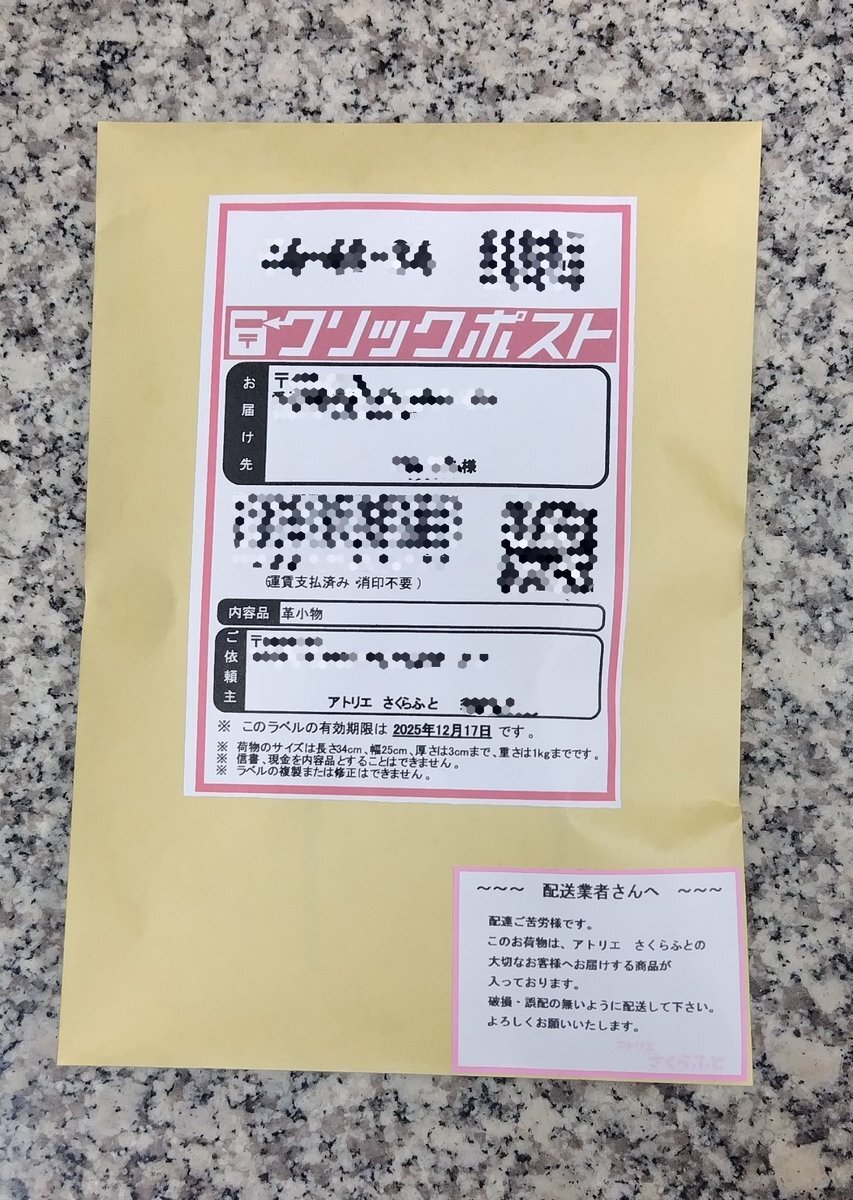 クリックポスト
お届け先
〒
様
(運賃支払済み・消印不要)
内容品 革小物
ご依頼主
〒
アトリエ さくらふと
※ このラベルの有効期限は 2025年12月17日 です。
※ 荷物のサイズは長さ34cm、幅25cm、厚さは3cmまで、重さは1kgまでです。
※ 信書、現金を内容品とすることはできません。
※ ラベルの複製または修正はできません。
~~~ 配送業者さんへ ~~~
配達ご苦労様です。
このお荷物は、アトリエ さくらふとの
大切なお客様へお届けする商品が
入っております。
破損・誤配の無いように配送して下さい。
よろしくお願いいたします。
アトリエ
さくらふと